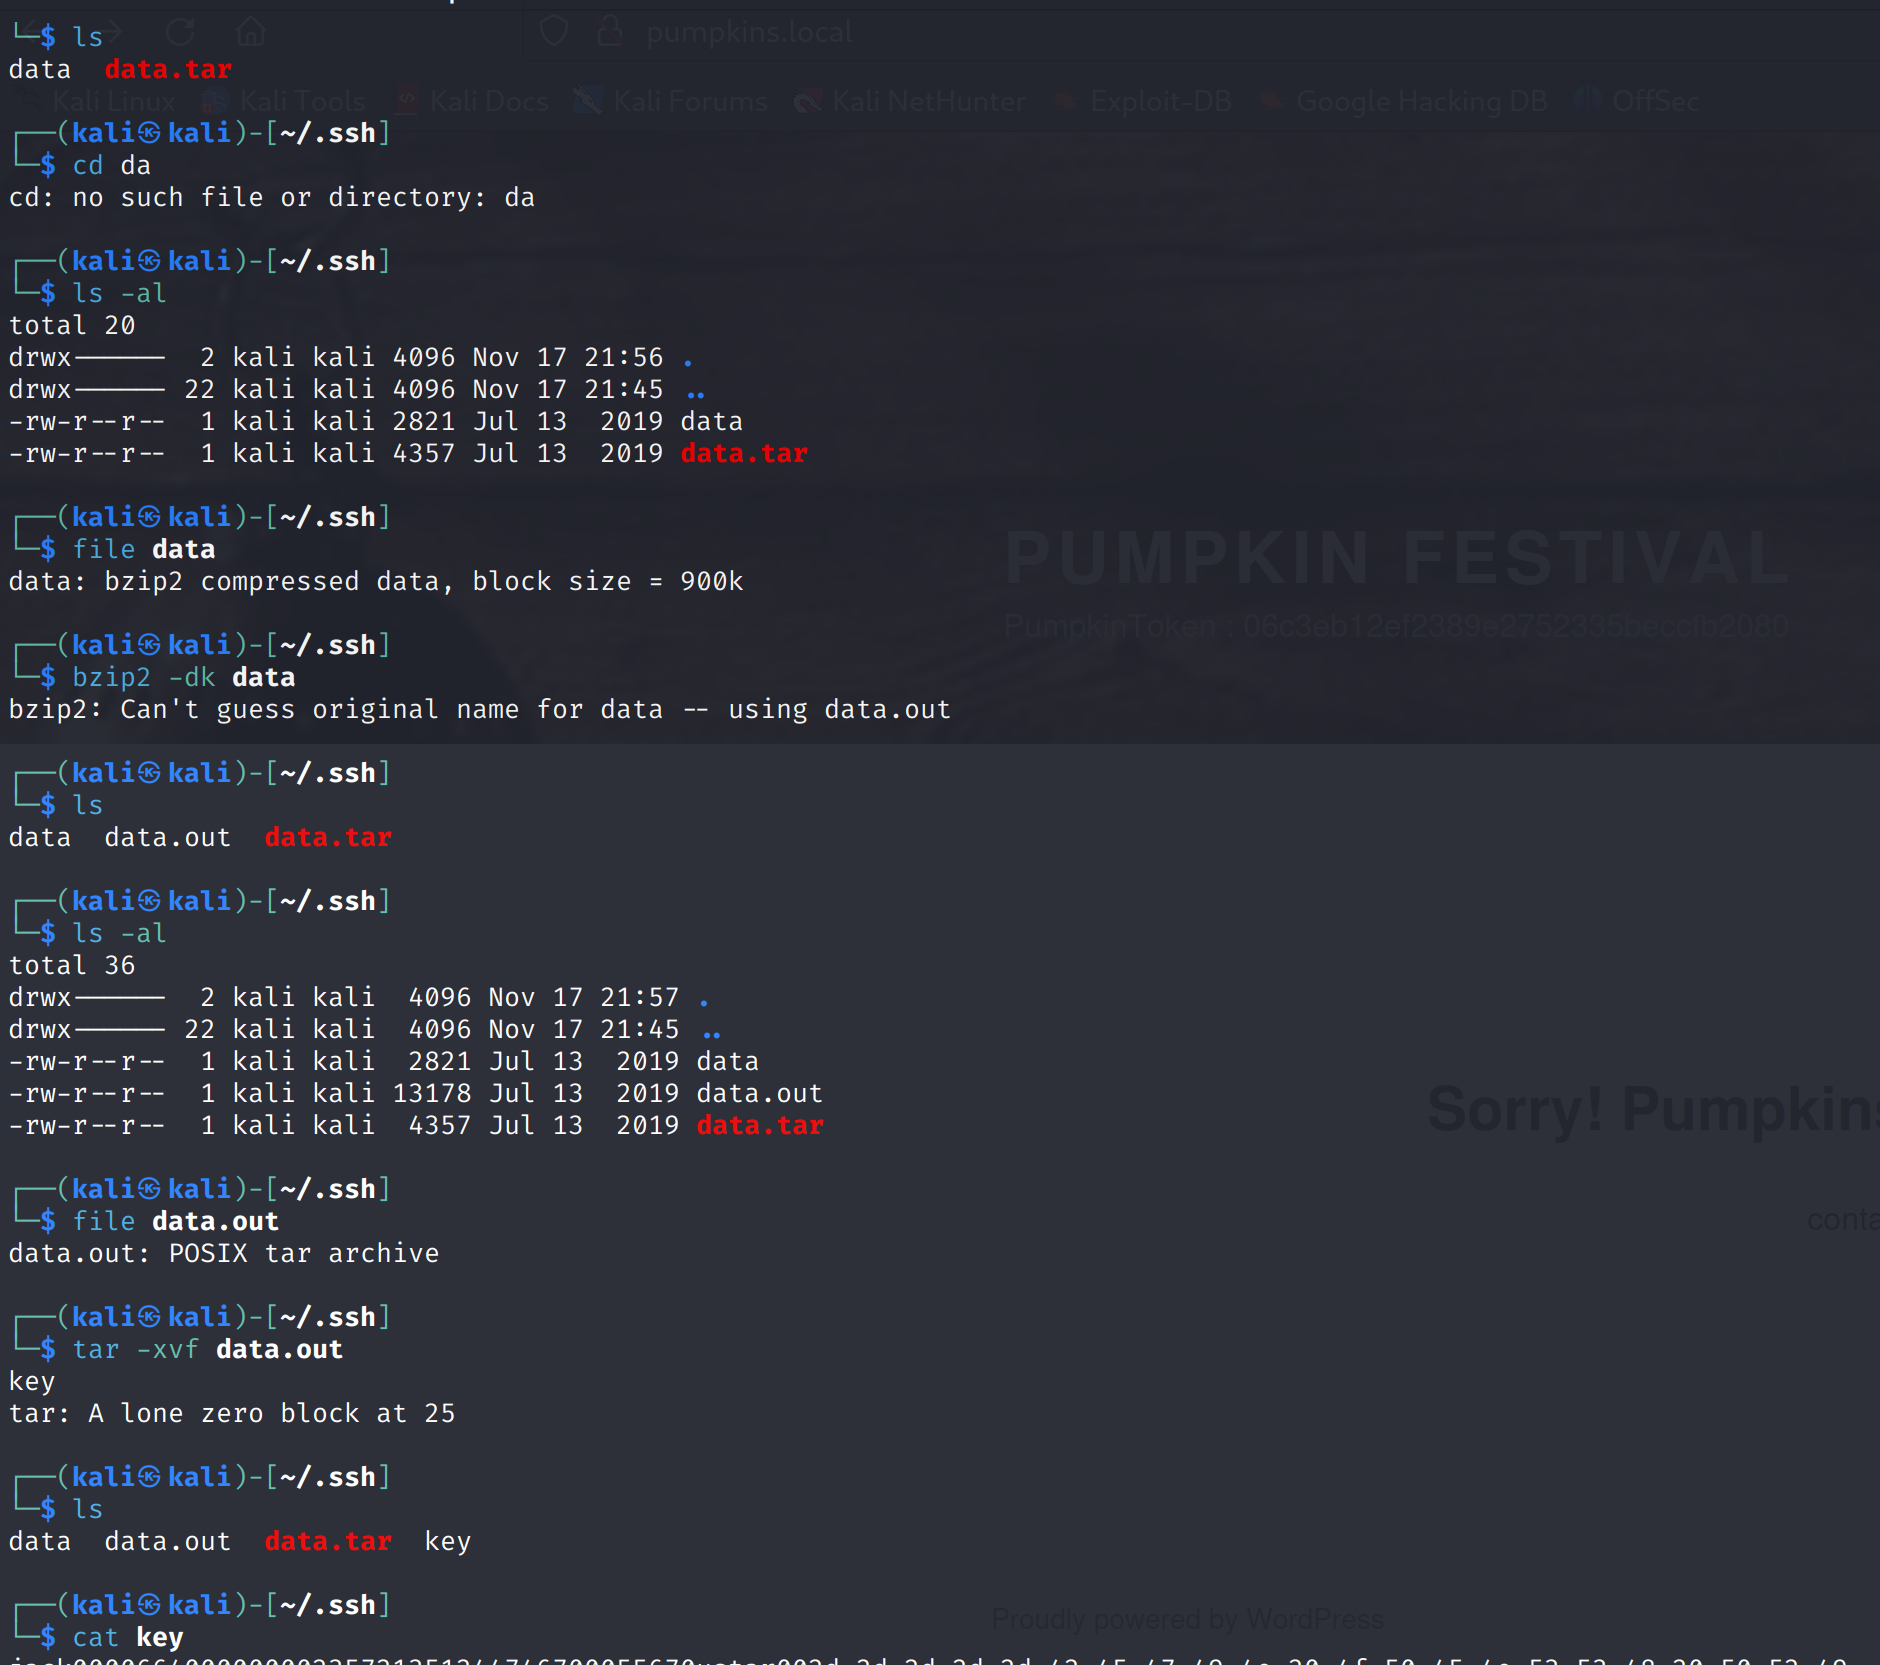 └─$ ls
pumpkins.local
data  data.tar
Kali Linux  Kali Tools  Kali Docs  Kali Forums  Kali NetHunter  Exploit-DB  Google Hacking DB  OffSec
┌──(kali㉿kali)-[~/.ssh]
└─$ cd da
cd: no such file or directory: da
┌──(kali㉿kali)-[~/.ssh]
└─$ ls -al
total 20
drwx------  2 kali kali 4096 Nov 17 21:56 .
drwx------ 22 kali kali 4096 Nov 17 21:45 ..
-rw-r--r--  1 kali kali 2821 Jul 13  2019 data
-rw-r--r--  1 kali kali 4357 Jul 13  2019 data.tar
┌──(kali㉿kali)-[~/.ssh]
└─$ file data
data: bzip2 compressed data, block size = 900k
PUMPKIN FESTIVAL
PumpkinToken : 06c3eb12ef2389e2752335beccfb2080
┌──(kali㉿kali)-[~/.ssh]
└─$ bzip2 -dk data
bzip2: Can't guess original name for data -- using data.out
┌──(kali㉿kali)-[~/.ssh]
└─$ ls
data  data.out  data.tar
┌──(kali㉿kali)-[~/.ssh]
└─$ ls -al
total 36
drwx------  2 kali kali  4096 Nov 17 21:57 .
drwx------ 22 kali kali  4096 Nov 17 21:45 ..
-rw-r--r--  1 kali kali  2821 Jul 13  2019 data
-rw-r--r--  1 kali kali 13178 Jul 13  2019 data.out
-rw-r--r--  1 kali kali  4357 Jul 13  2019 data.tar
Sorry! Pumpkins
┌──(kali㉿kali)-[~/.ssh]
└─$ file data.out
data.out: POSIX tar archive
conta
┌──(kali㉿kali)-[~/.ssh]
└─$ tar -xvf data.out
key
tar: A lone zero block at 25
┌──(kali㉿kali)-[~/.ssh]
└─$ ls
data  data.out  data.tar  key
┌──(kali㉿kali)-[~/.ssh]
└─$ cat key
Proudly powered by WordPress